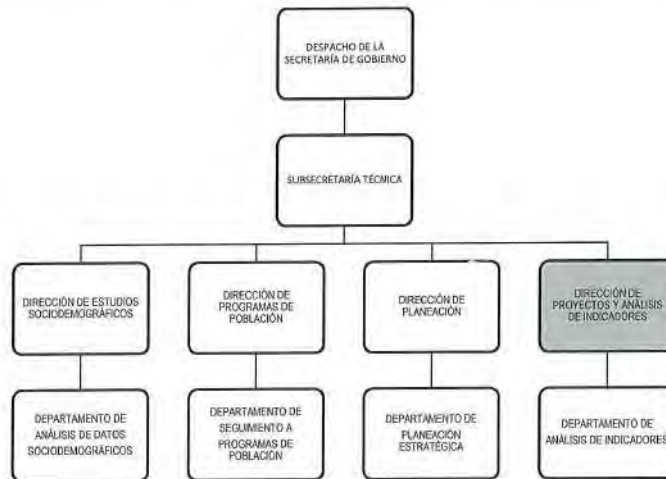 DESPACHO DE LA
SECRETARÍA DE GOBIERNO
SUBSECRETARÍA TÉCNICA
DIRECCIÓN DE ESTUDIOS
SOCIODEMOGRÁFICOS
DIRECCIÓN DE
PROGRAMAS DE
POBLACIÓN
DIRECCIÓN DE
PLANEACIÓN
DIRECCIÓN DE
PROYECTOS Y ANÁLISIS
DE INDICADORES
DEPARTAMENTO DE
ANÁLISIS DE DATOS
SOCIODEMOGRÁFICOS
DEPARTAMENTO DE
SEGUIMIENTO A
PROGRAMAS DE
POBLACIÓN
DEPARTAMENTO DE
PLANEACIÓN
ESTRATÉGICA
DEPARTAMENTO DE
ANÁLISIS DE INDICADORES